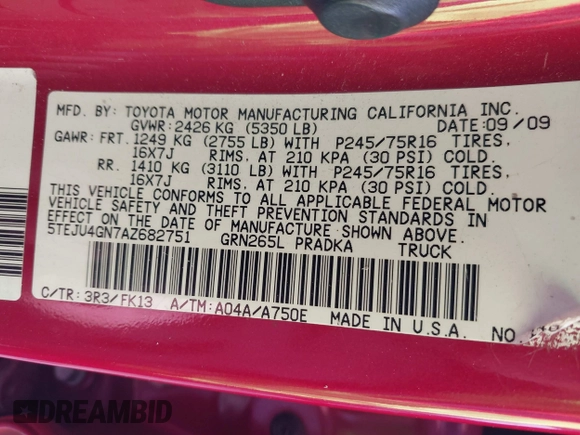 MFD. BY: TOYOTA MOTOR MANUFACTURING CALIFORNIA INC.
GVWR:2426 KG (5350 LB) DATE:09/09
GAWR: FRT. 1249 KG (2755 LB) WITH P245/75R16 TIRES,
16X7J RIMS, AT 210 KPA (30 PSI) COLD.
RR. 1410 KG (3110 LB) WITH P245/75R16 TIRES,
16X7J RIMS, AT 210 KPA (30 PSI) COLD.
THIS VEHICLE CONFORMS TO ALL APPLICABLE FEDERAL MOTOR
VEHICLE SAFETY AND THEFT PREVENTION STANDARDS IN
EFFECT ON THE DATE OF MANUFACTURE SHOWN ABOVE.
5TEJU4GN7AZ682751 GRN265L PRADKA TRUCK
C/TR: 3R3/FK13 A/TM:A04A/A750E MADE IN U.S.A. NO.
DREAMBID